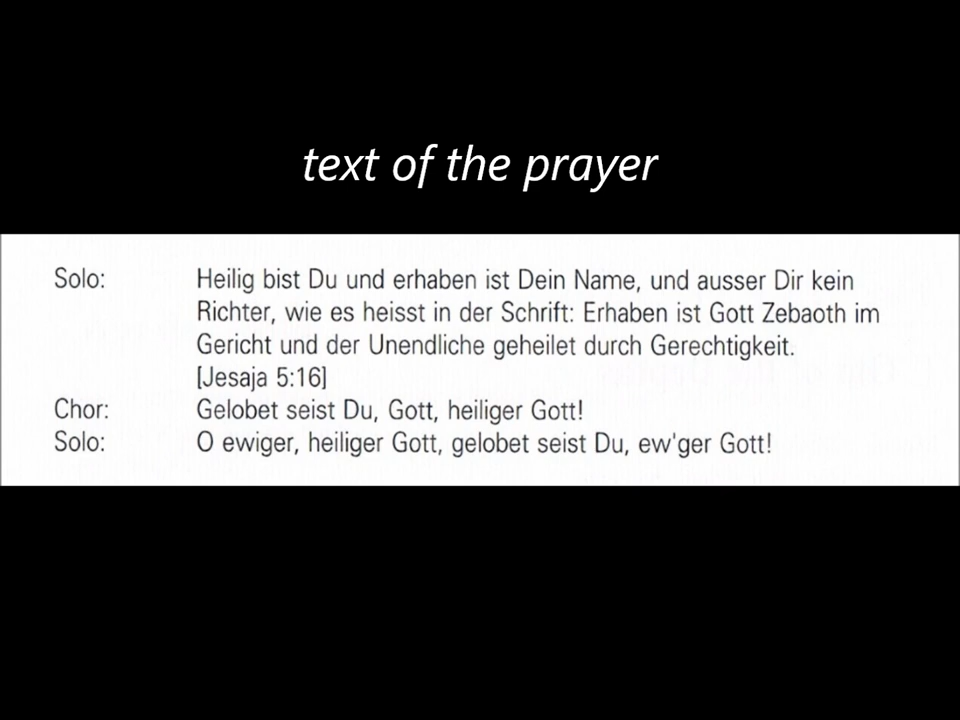 text of the prayer
Solo: Heilig bist Du und erhaben ist Dein Name, und ausser Dir kein
Richter, wie es heisst in der Schrift: Erhaben ist Gott Zebaoth im
Gericht und der Unendliche geheilet durch Gerechtigkeit.
[Jesaja 5:16]
Chor: Gelobet seist Du, Gott, heiliger Gott!
Solo: O ewiger, heiliger Gott, gelobet seist Du, ew'ger Gott!